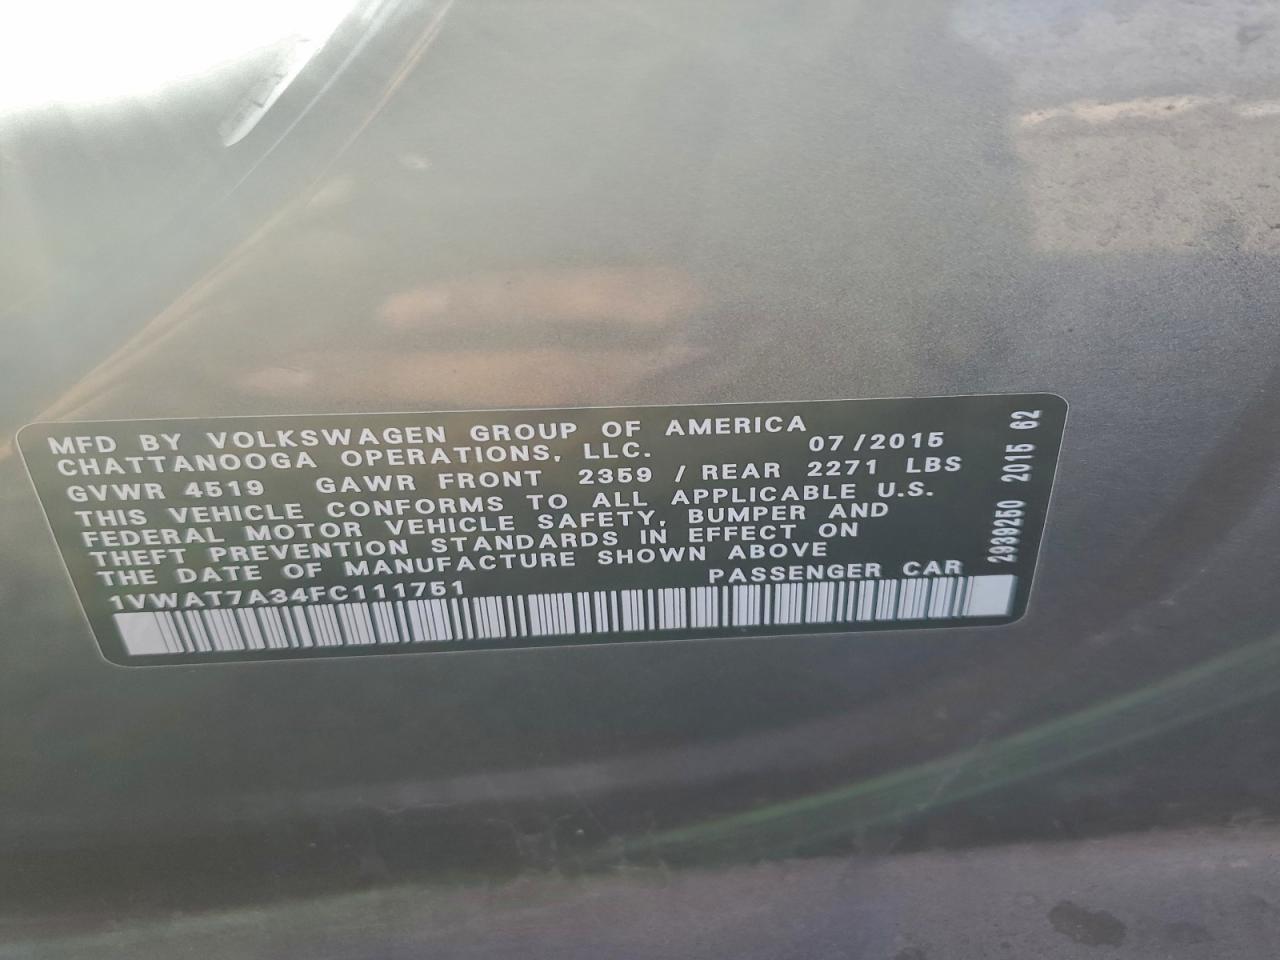 MFD BY VOLKSWAGEN GROUP OF AMERICA
CHATTANOOGA OPERATIONS, LLC. 07/2015
GVWR 4519 GAWR FRONT 2359 / REAR 2271 LBS
THIS VEHICLE CONFORMS TO ALL APPLICABLE U.S.
FEDERAL MOTOR VEHICLE SAFETY, BUMPER AND
THEFT PREVENTION STANDARDS IN EFFECT ON
THE DATE OF MANUFACTURE SHOWN ABOVE
1VWAT7A34FC111751 PASSENGER CAR
2939250 2015 62